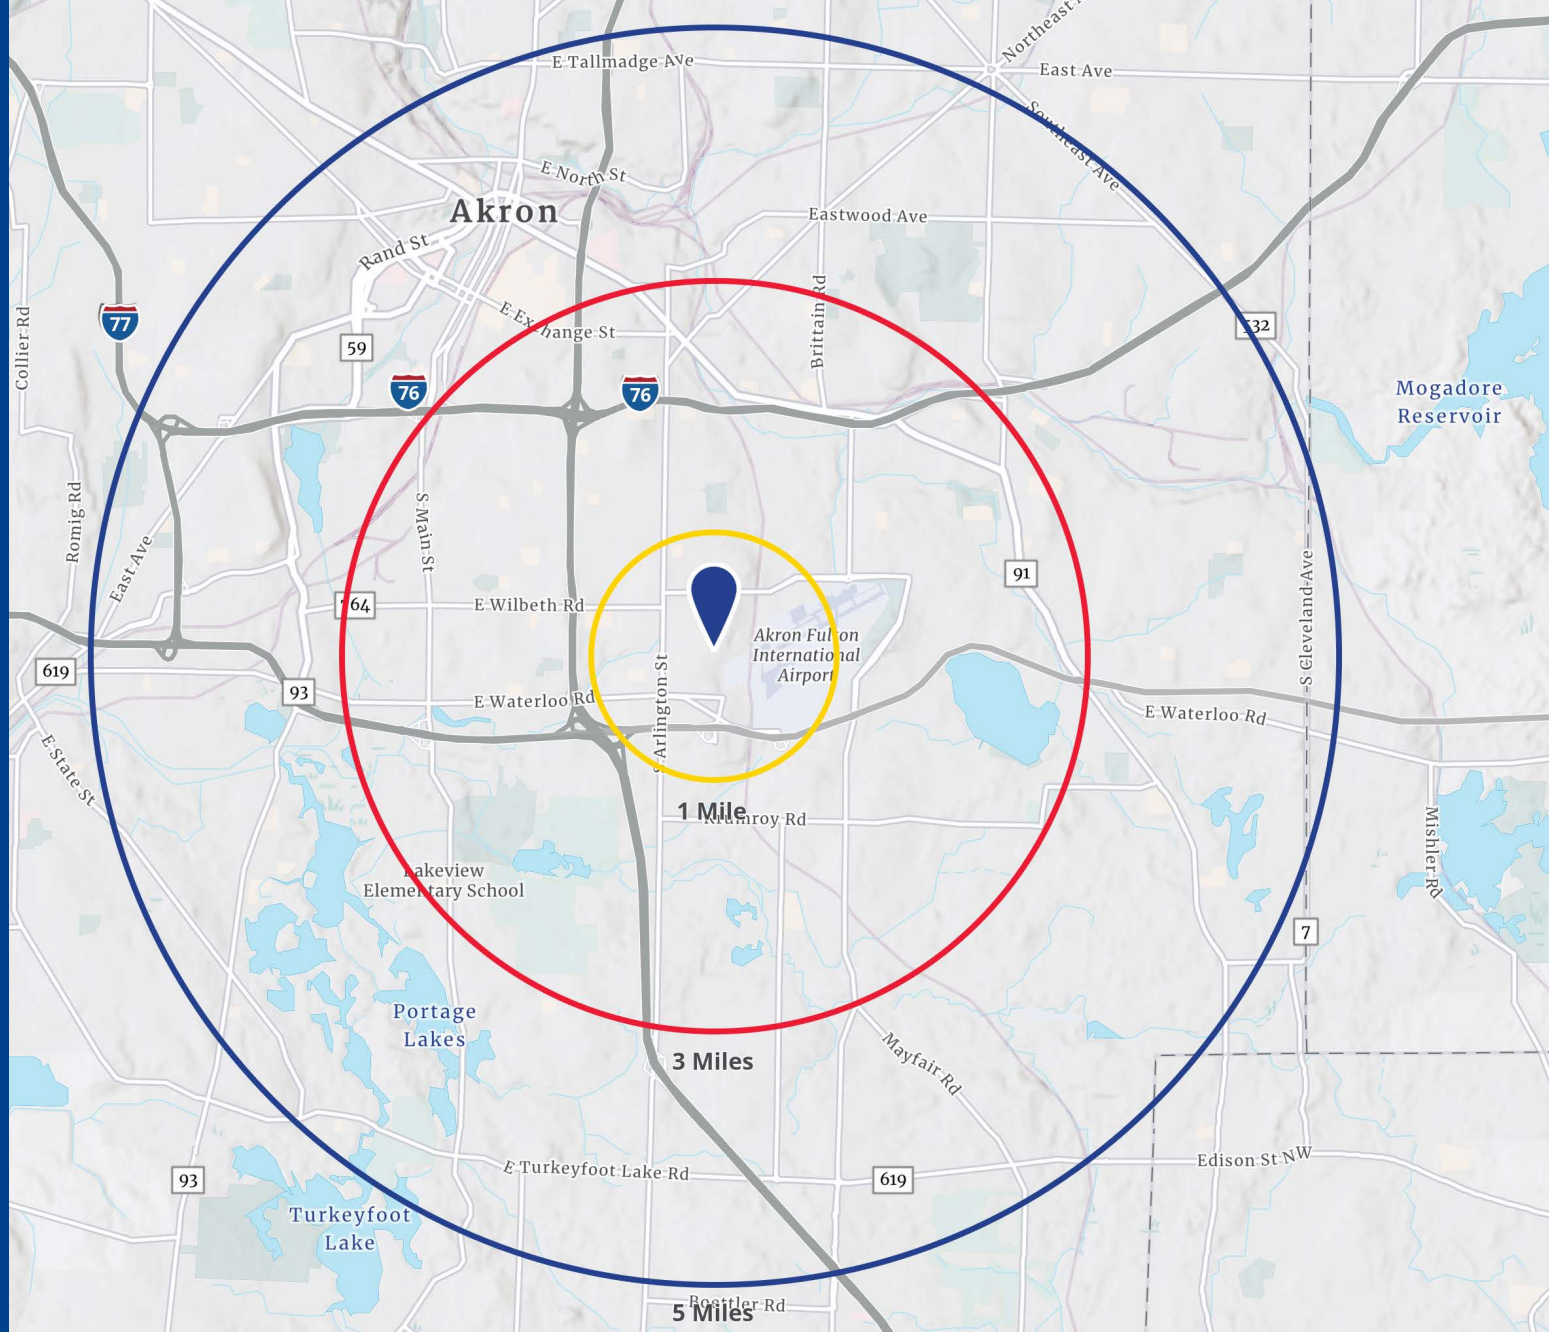 Northeast
E Tallmadge Ave
East Ave
Southeast Ave
E North St
Akron
Eastwood Ave
Rand St
77
Collier Rd
59
E Exchange St
Brittain Rd
532
76
76
Mogadore
Reservoir
Romig Rd
S Main St
East Ave
91
764
E Wilbeth Rd
S Cleveland Ave
Akron Fulton
International
Airport
619
93
E Waterloo Rd
S Arlington St
E Waterloo Rd
E State St
1 Mile
Krumroy Rd
Mishler Rd
Lakeview
Elementary School
7
Portage
Lakes
3 Miles
Mayfair Rd
E Turkeyfoot Lake Rd
93
619
Edison St NW
Turkeyfoot
Lake
Boettler Rd
5 Miles